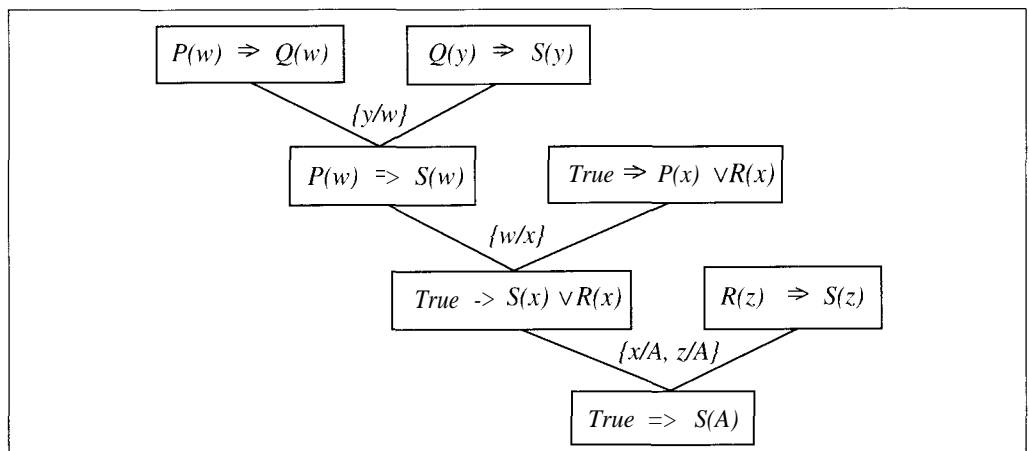 P(w) ⇒ Q(w) Q(y) ⇒ S(y)
{y/w}
P(w) => S(w) True ⇒ P(x) ∨R(x)
{w/x}
True -> S(x) ∨R(x) R(z) ⇒ S(z)
{x/A, z/A}
True => S(A)